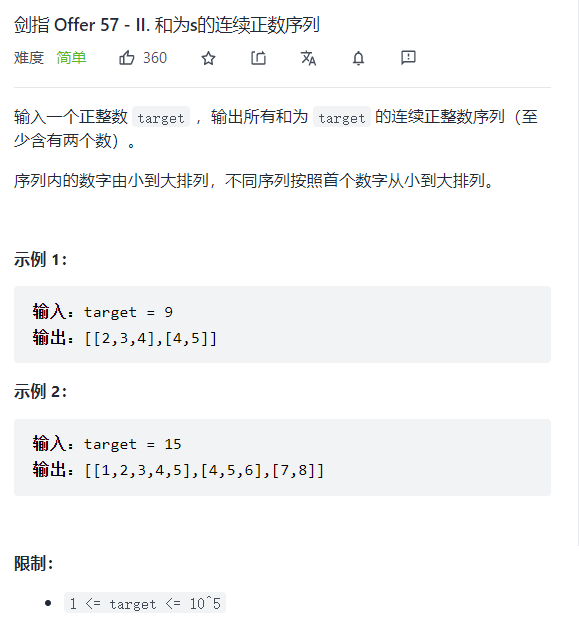 剑指 Offer 57 - II. 和为s的连续正数序列
难度 简单 360
输入一个正整数 target ，输出所有和为 target 的连续正整数序列（至
少含有两个数）。
序列内的数字由小到大排列，不同序列按照首个数字从小到大排列。
示例 1：
输入：target = 9
输出：[[2,3,4],[4,5]]
示例 2：
输入：target = 15
输出：[[1,2,3,4,5],[4,5,6],[7,8]]
限制：
1 <= target <= 10^5